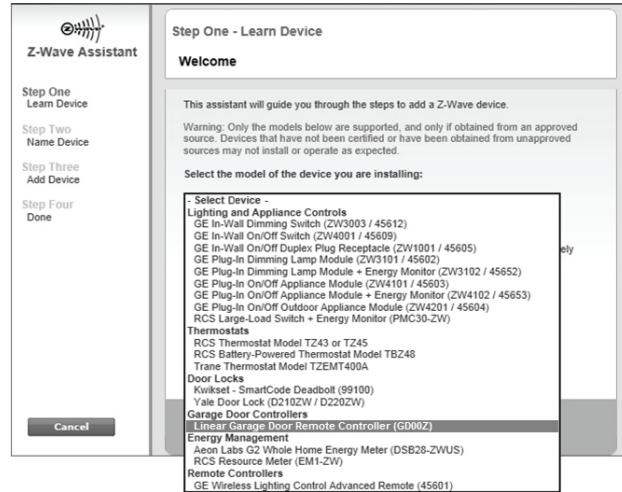 Z-Wave Assistant
Step One
Learn Device
Step Two
Name Device
Step Three
Add Device
Step Four
Done
Cancel
Step One - Learn Device
Welcome
This assistant will guide you through the steps to add a Z-Wave device.
Warning: Only the models below are supported, and only if obtained from an approved
source. Devices that have not been certified or have been obtained from unapproved
sources may not install or operate as expected.
Select the model of the device you are installing:
- Select Device -
Lighting and Appliance Controls
GE In-Wall Dimming Switch (ZW3003 / 45612)
GE In-Wall On/Off Switch (ZW4001 / 45609)
GE In-Wall On/Off Duplex Plug Receptacle (ZW1001 / 45605)
ely
GE Plug-In Dimming Lamp Module (ZW3101 / 45602)
GE Plug-In Dimming Lamp Module + Energy Monitor (ZW3102 / 45652)
GE Plug-In On/Off Appliance Module (ZW4101 / 45603)
GE Plug-In On/Off Appliance Module + Energy Monitor (ZW4102 / 45653)
GE Plug-In On/Off Outdoor Appliance Module (ZW4201 / 45604)
RCS Large-Load Switch + Energy Monitor (PMC30-ZW)
Thermostats
RCS Thermostat Model TZ43 or TZ45
RCS Battery-Powered Thermostat Model TBZ48
Trane Thermostat Model TZEMT400A
Door Locks
Kwikset - SmartCode Deadbolt (99100)
Yale Door Lock (D210ZW / D220ZW)
Garage Door Controllers
Linear Garage Door Remote Controller (GD00Z)
Energy Management
Aeon Labs G2 Whole Home Energy Meter (DSB28-ZWUS)
RCS Resource Meter (EM1-ZW)
Remote Controllers
GE Wireless Lighting Control Advanced Remote (45601)